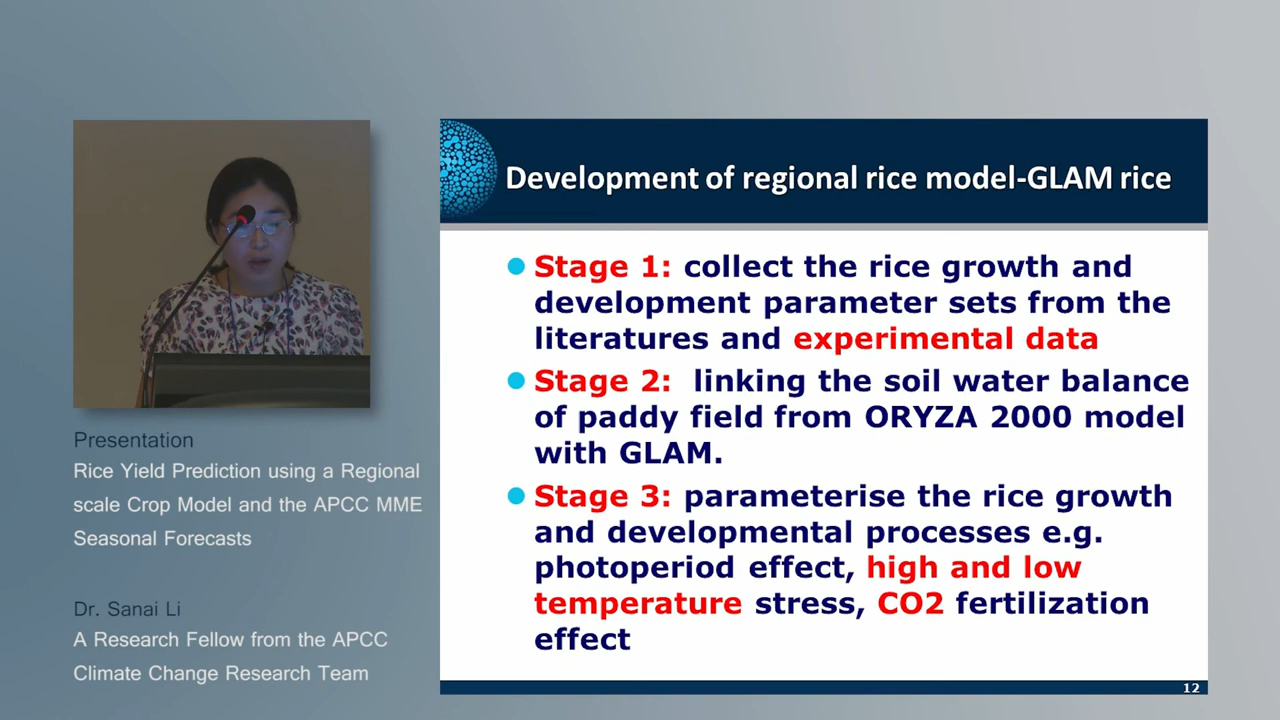 Development of regional rice model-GLAM rice
Stage 1: collect the rice growth and
development parameter sets from the
literatures and experimental data
Stage 2: linking the soil water balance
of paddy field from ORYZA 2000 model
with GLAM.
Stage 3: parameterise the rice growth
and developmental processes e.g.
photoperiod effect, high and low
temperature stress, CO2 fertilization
effect
12
Presentation
Rice Yield Prediction using a Regional
scale Crop Model and the APCC MME
Seasonal Forecasts
Dr. Sanai Li
A Research Fellow from the APCC
Climate Change Research Team